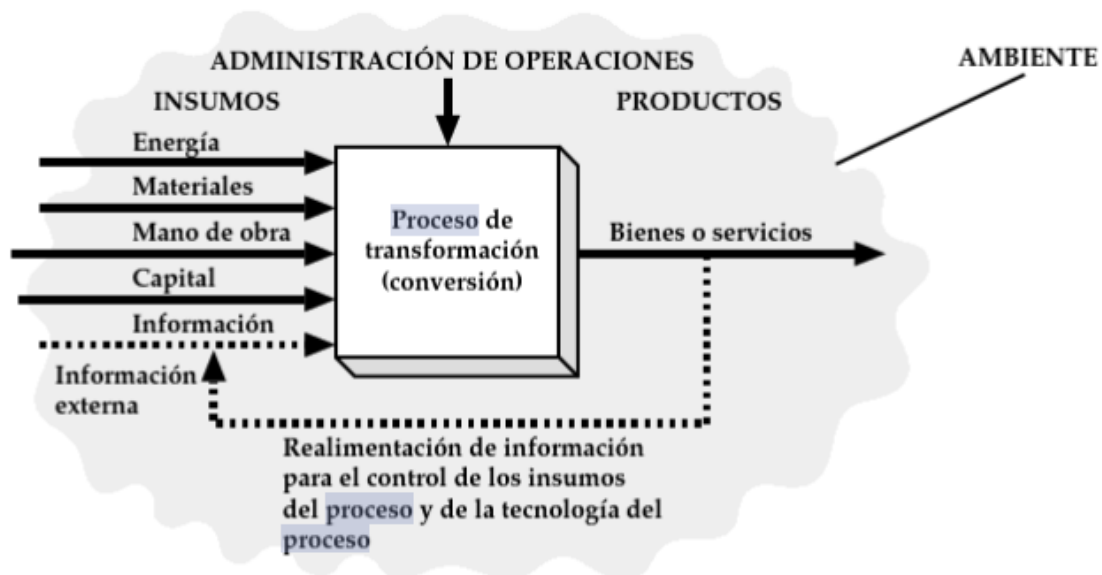 ADMINISTRACIÓN DE OPERACIONES
AMBIENTE
INSUMOS
PRODUCTOS
Energía
Materiales
Mano de obra
Capital
Información
Información
externa
Proceso de
transformación
(conversión)
Bienes o servicios
Realimentación de información
para el control de los insumos
del proceso y de la tecnología del
proceso